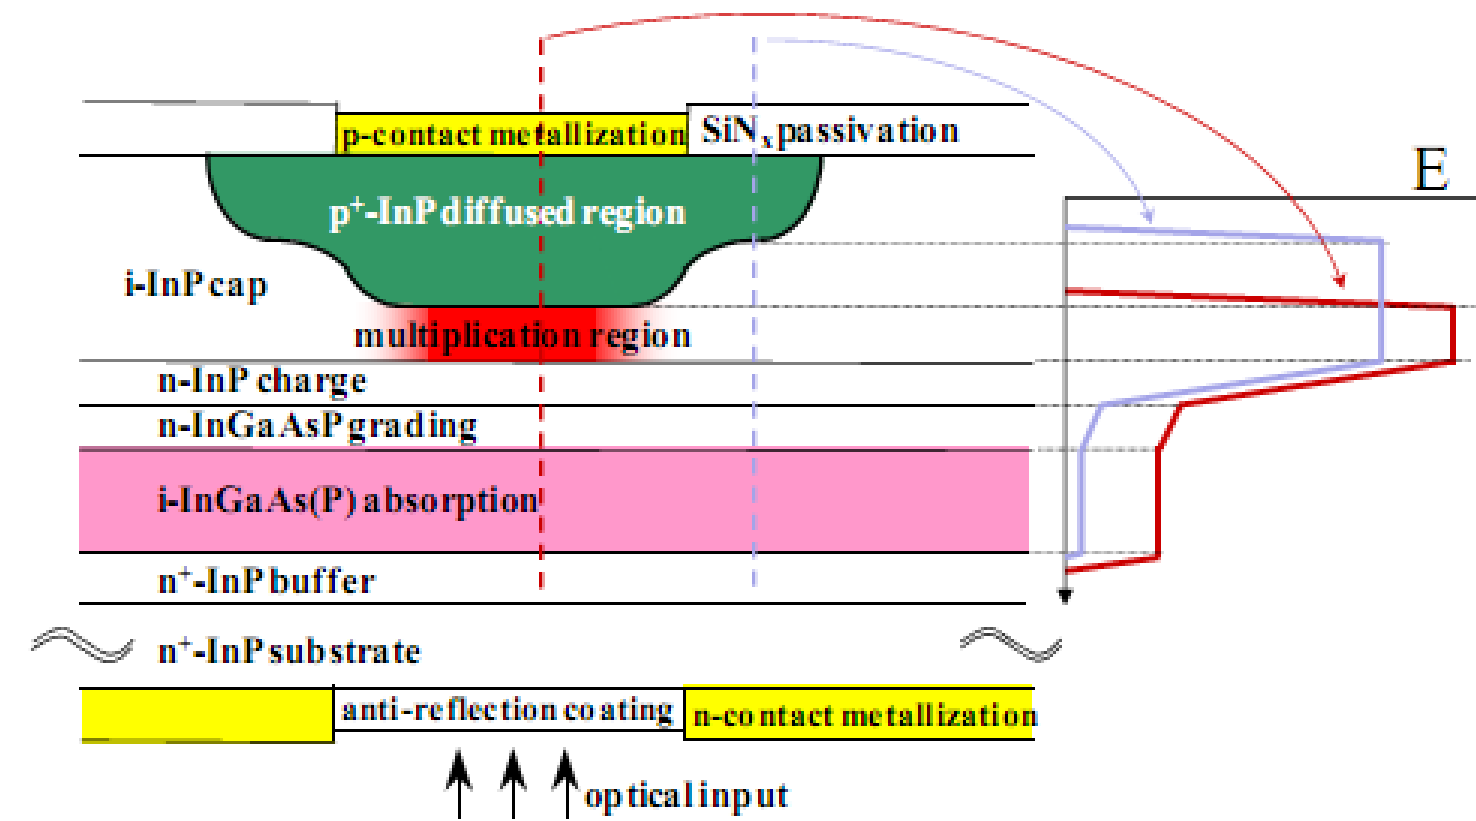 p-contact metallization
SiNx passivation
E
p+-InP diffused region
i-InP cap
multiplication region
n-InP charge
n-InGaAsP grading
i-InGaAs(P) absorption
n+-InP buffer
n+-InP substrate
anti-reflection coating
n-contact metallization
optical input